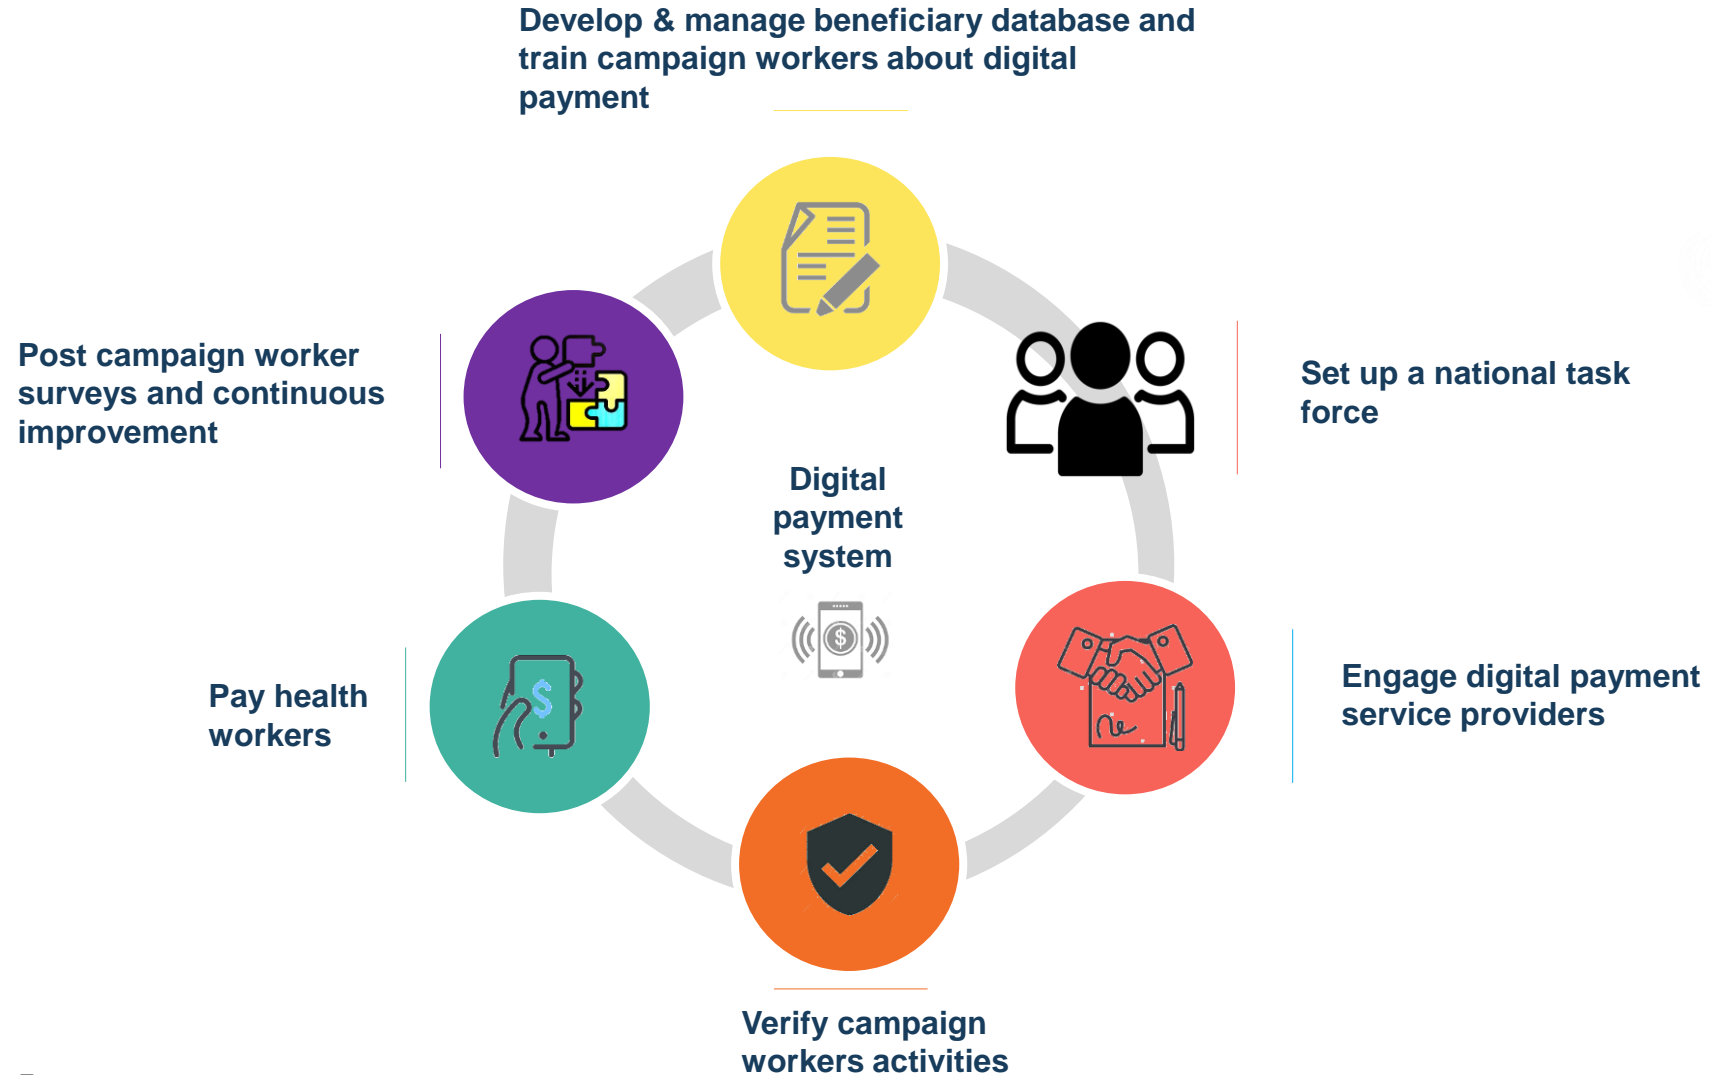 Develop & manage beneficiary database and
train campaign workers about digital
payment
Post campaign worker
surveys and continuous
improvement
Set up a national task
force
Digital
payment
system
$
Pay health
workers
$
Engage digital payment
service providers
Verify campaign
workers activities